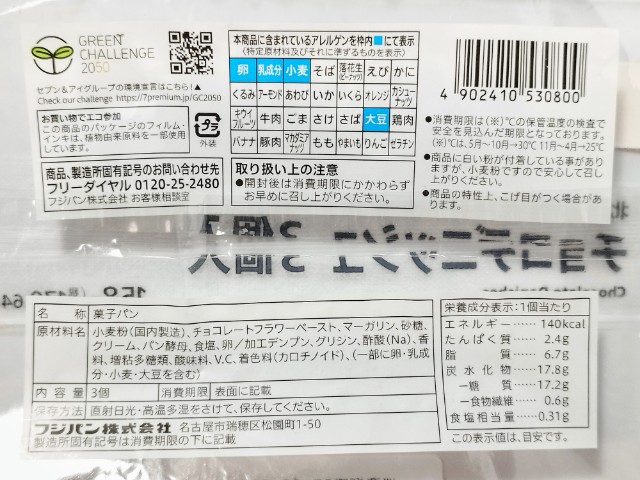 GREEN
CHALLENGE
2050
セブン＆アイグループの環境宣言はこちら!▲
Check our challenge https://7premium.jp/GC2050
お買い物でエコ参加
この商品のパッケージのフィルム・
インキは、植物由来原料を一部使用
しています。
プラ
外装
商品、製造所固有記号のお問い合わせ先
フリーダイヤル 0120-25-2480
フジパン株式会社 お客様相談室
本商品に含まれているアレルゲンを枠内■にて表示
(特定原材料及びそれに準ずるものを表示)
卵 乳成分 小麦 そば 落花生(ピーナッツ) えび かに
くるみ アーモンド あわび いか いくら オレンジ カシューナッツ
キウイフルーツ 牛肉 ごま さけ さば 大豆 鶏肉
バナナ 豚肉 マカダミアナッツ もも やまいも りんご ゼラチン
取り扱い上の注意
●開封後は消費期限にかかわらず
お早めに召し上がりください。
4 902410 530800
●消費期限は(※)℃の保管温度の検査で
安全を見込んだ期限となっております。
(※)℃は、5月～10月→30℃ 11月～4月→25℃
●商品に白い粉が付着している事があり
ますが、小麦粉ですので安心して召し
上がりください。
●商品の特性上、こげ目がつく場合があ
ります。
チョコデニッシュ 3個入
名称 菓子パン
原材料名 小麦粉(国内製造)、チョコレートフラワーペースト、マーガリン、砂糖、
クリーム、パン酵母、食塩、卵／加工デンプン、グリシン、酢酸(Na)、香
料、増粘多糖類、酸味料、V.C、着色料(カロチノイド)、(一部に卵・乳成
分・小麦・大豆を含む)
内容量 3個 消費期限 表面に記載
保存方法 直射日光・高温多湿をさけて、保存してください。
フジパン株式会社 名古屋市瑞穂区松園町1-50
製造所固有記号は消費期限の下に記載
栄養成分表示:1個当たり
エネルギー……140kcal
たんぱく質……2.4g
脂質……6.7g
炭水化物……17.8g
－糖質……17.2g
－食物繊維……0.6g
食塩相当量……0.31g
この表示値は、目安です。